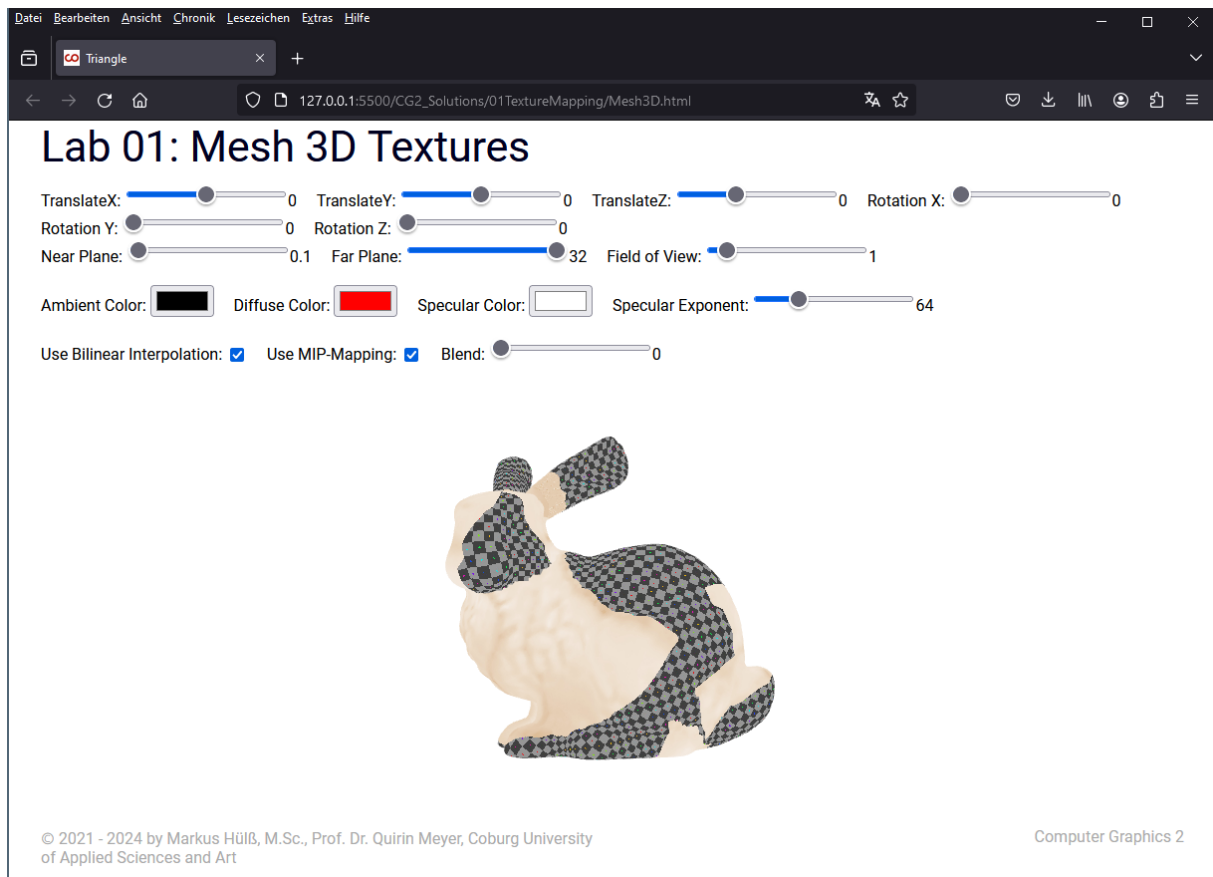 Datei Bearbeiten Ansicht Chronik Lesezeichen Extras Hilfe
Triangle
127.0.0.1:5500/CG2_Solutions/01TextureMapping/Mesh3D.html
Lab 01: Mesh 3D Textures
TranslateX: 0 TranslateY: 0 TranslateZ: 0 Rotation X: 0
Rotation Y: 0 Rotation Z: 0
Near Plane: 0.1 Far Plane: 32 Field of View: 1
Ambient Color: Diffuse Color: Specular Color: Specular Exponent: 64
Use Bilinear Interpolation: Use MIP-Mapping: Blend: 0
© 2021 - 2024 by Markus Hülß, M.Sc., Prof. Dr. Quirin Meyer, Coburg University
of Applied Sciences and Art
Computer Graphics 2